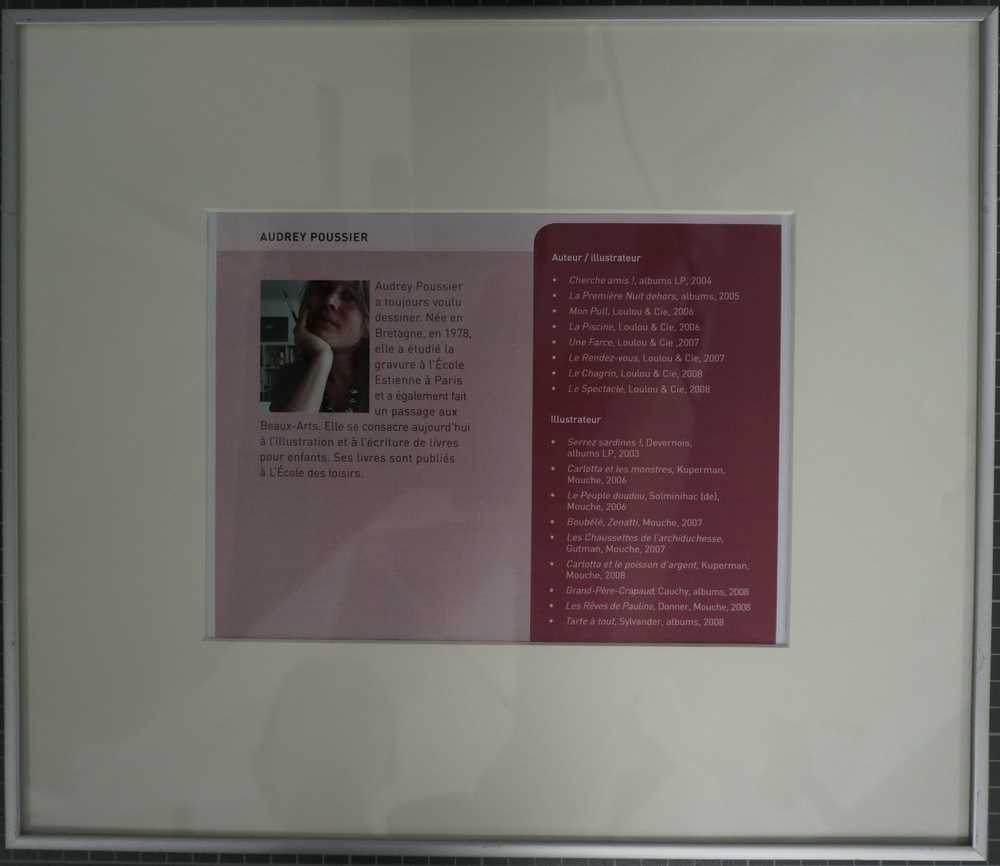 AUDREY POUSSIER
Audrey Poussier
a toujours voulu
dessiner. Née en
Bretagne, en 1978,
elle a étudié la
gravure à l'École
Estienne à Paris
et a également fait
un passage aux
Beaux-Arts. Elle se consacre aujourd'hui
à l'illustration et à l'écriture de livres
pour enfants. Ses livres sont publiés
à L'École des loisirs.
Auteur / illustrateur
• Cherche amis !, albums LP, 2004
• La Première Nuit dehors, albums, 2005
• Mon Pull, Loulou & Cie, 2006
• La Piscine, Loulou & Cie, 2006
• Une Farce, Loulou & Cie ,2007
• Le Rendez-vous, Loulou & Cie, 2007
• Le Chagrin, Loulou & Cie, 2008
• Le Spectacle, Loulou & Cie, 2008
Illustrateur
• Serrez sardines !, Devernois,
albums LP, 2003
• Carlotta et les monstres, Kuperman,
Mouche, 2006
• Le Peuple doudou, Solminihac (de),
Mouche, 2006
• Boubélé, Zenatti, Mouche, 2007
• Les Chaussettes de l'archiduchesse,
Gutman, Mouche, 2007
• Carlotta et le poisson d'argent, Kuperman,
Mouche, 2008
• Grand-Père-Crapaud, Cauchy, albums, 2008
• Les Rêves de Pauline, Donner, Mouche, 2008
• Tarte à tout, Sylvander, albums, 2008